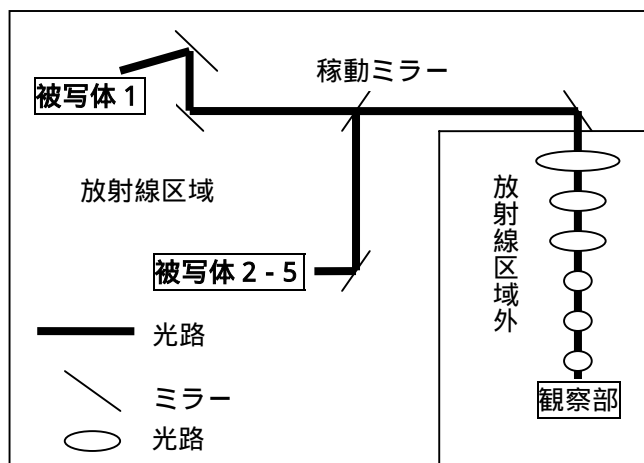 稼動ミラー
被写体 1
放射線区域
放射線区域外
被写体 2 - 5
光路
ミラー
光路
観察部